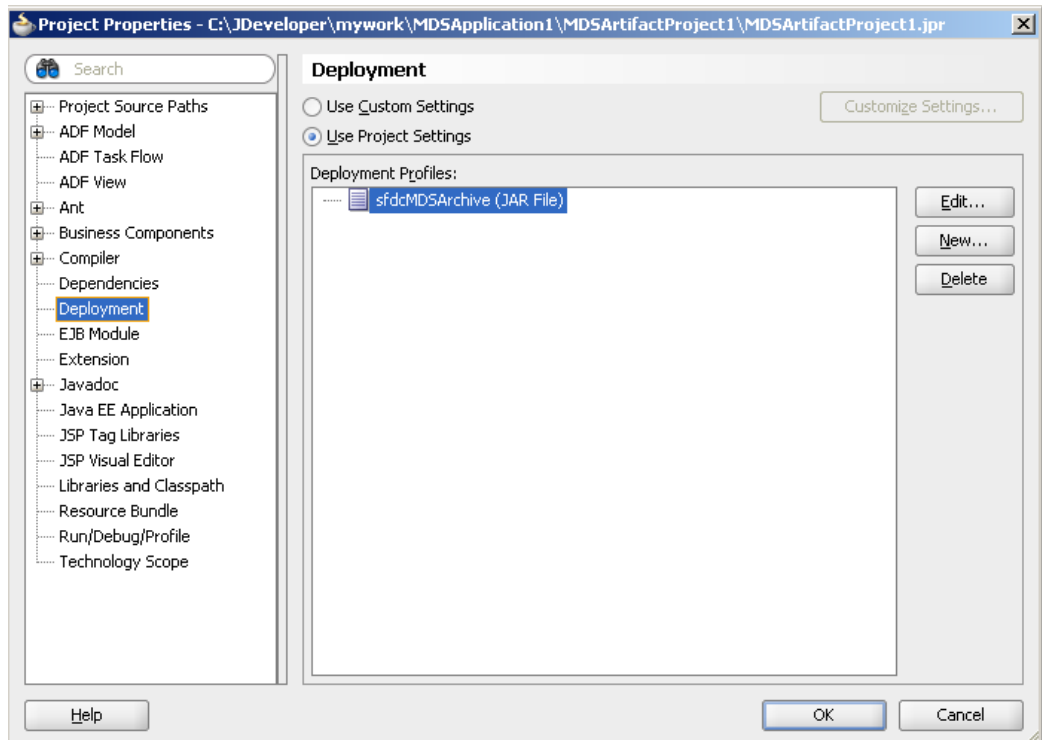 Project Properties - C:\JDeveloper\mywork\MDSApplication1\MDSArtifactProject1\MDSArtifactProject1.jpr
Search
Project Source Paths
ADF Model
ADF Task Flow
ADF View
Ant
Business Components
Compiler
Dependencies
Deployment
EJB Module
Extension
Javadoc
Java EE Application
JSP Tag Libraries
JSP Visual Editor
Libraries and Classpath
Resource Bundle
Run/Debug/Profile
Technology Scope
Deployment
Use Custom Settings
Customize Settings...
Use Project Settings
Deployment Profiles:
sfdcMDSArchive (JAR File)
Edit...
New...
Delete
Help
OK
Cancel